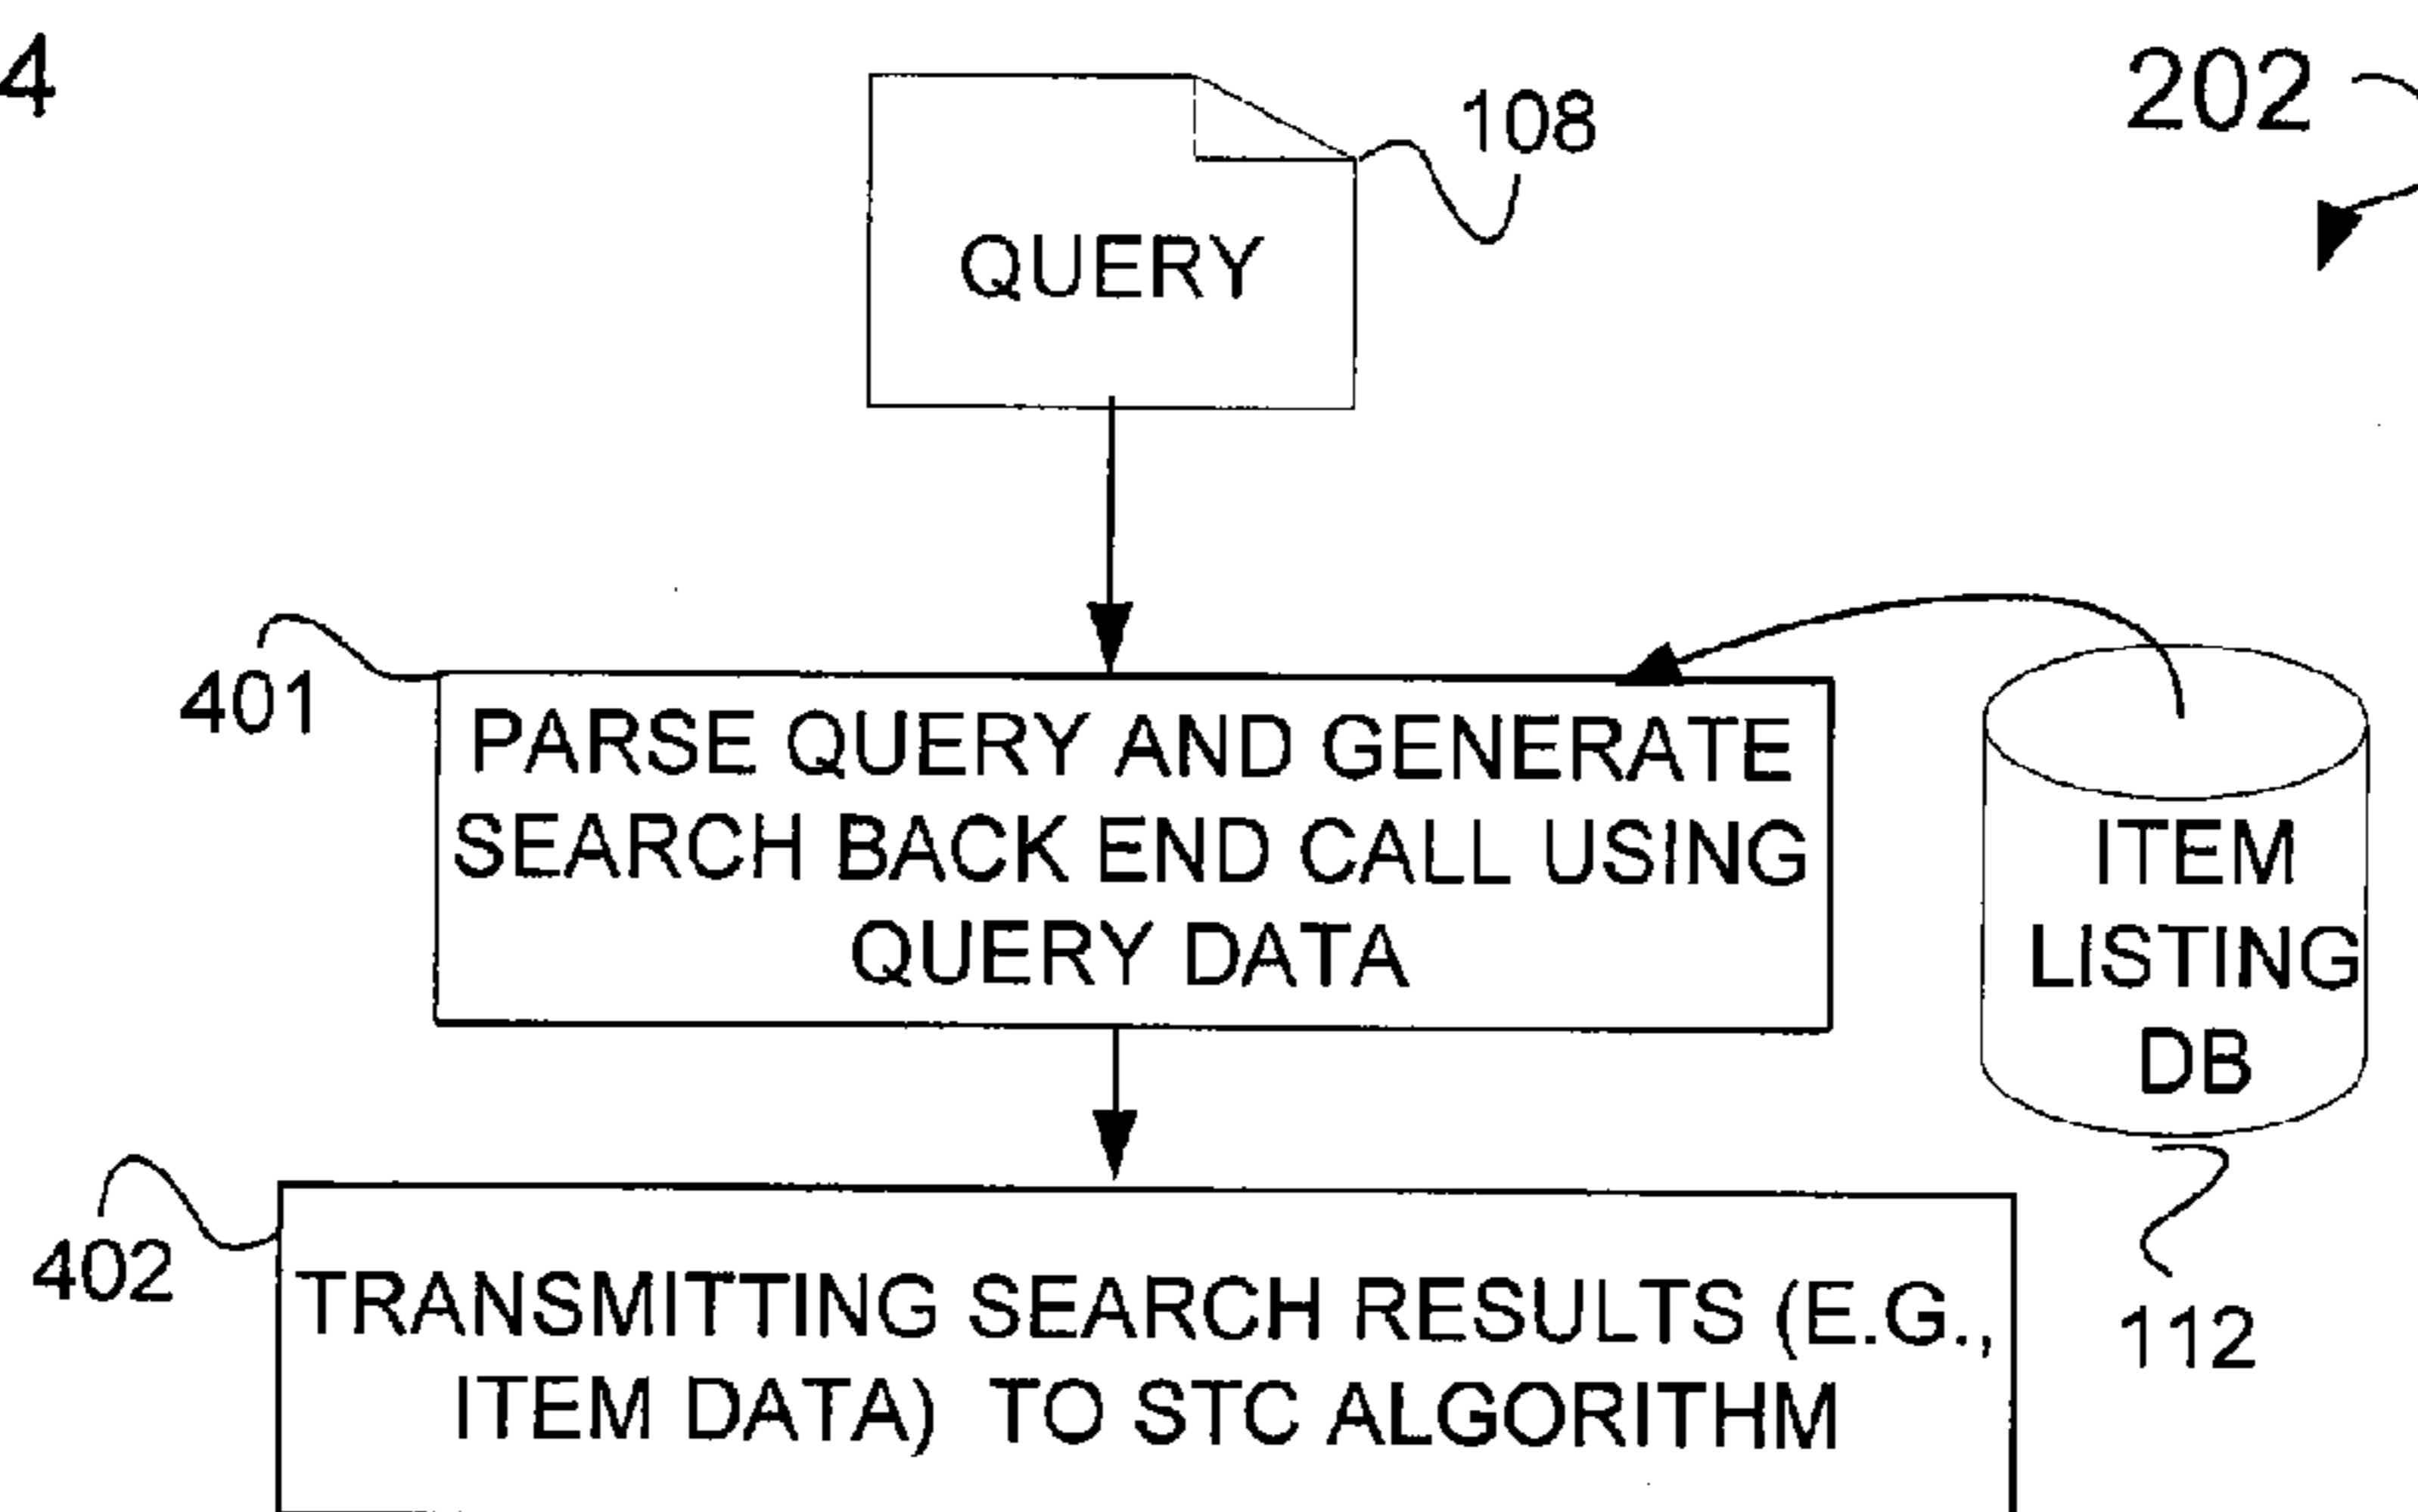 4
202
108
QUERY
401
PARSE QUERY AND GENERATE
SEARCH BACK END CALL USING
QUERY DATA
ITEM
LISTING
DB
402
TRANSMITTING SEARCH RESULTS (E.G.,
ITEM DATA) TO STC ALGORITHM
112